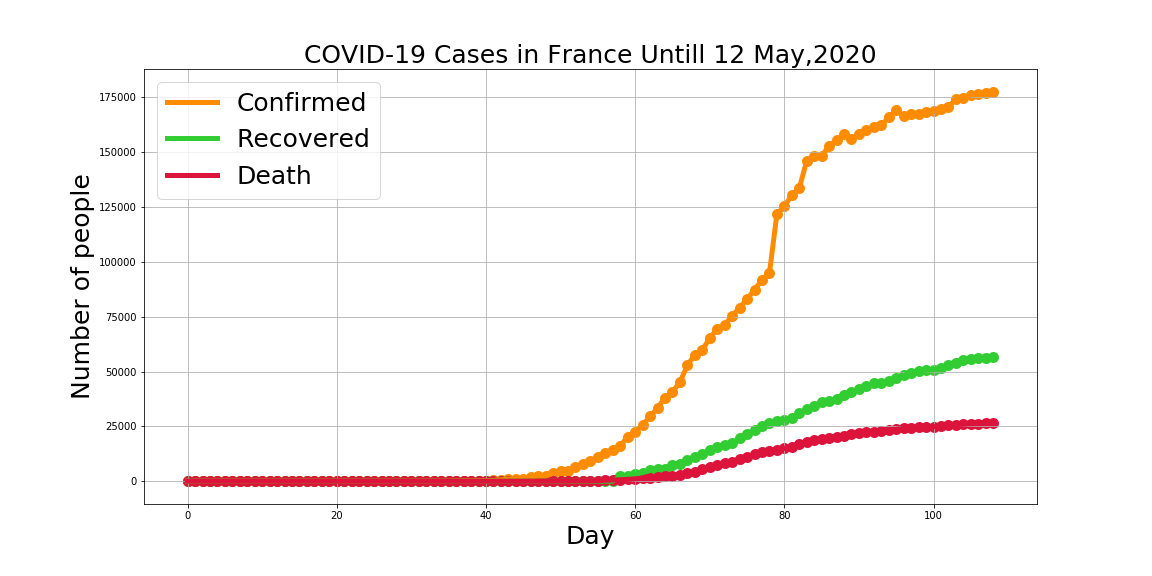 COVID-19 Cases in France Untill 12 May,2020
Confirmed
Recovered
Death
Number of people
175000
150000
125000
100000
75000
50000
25000
0
0 20 40 60 80 100
Day